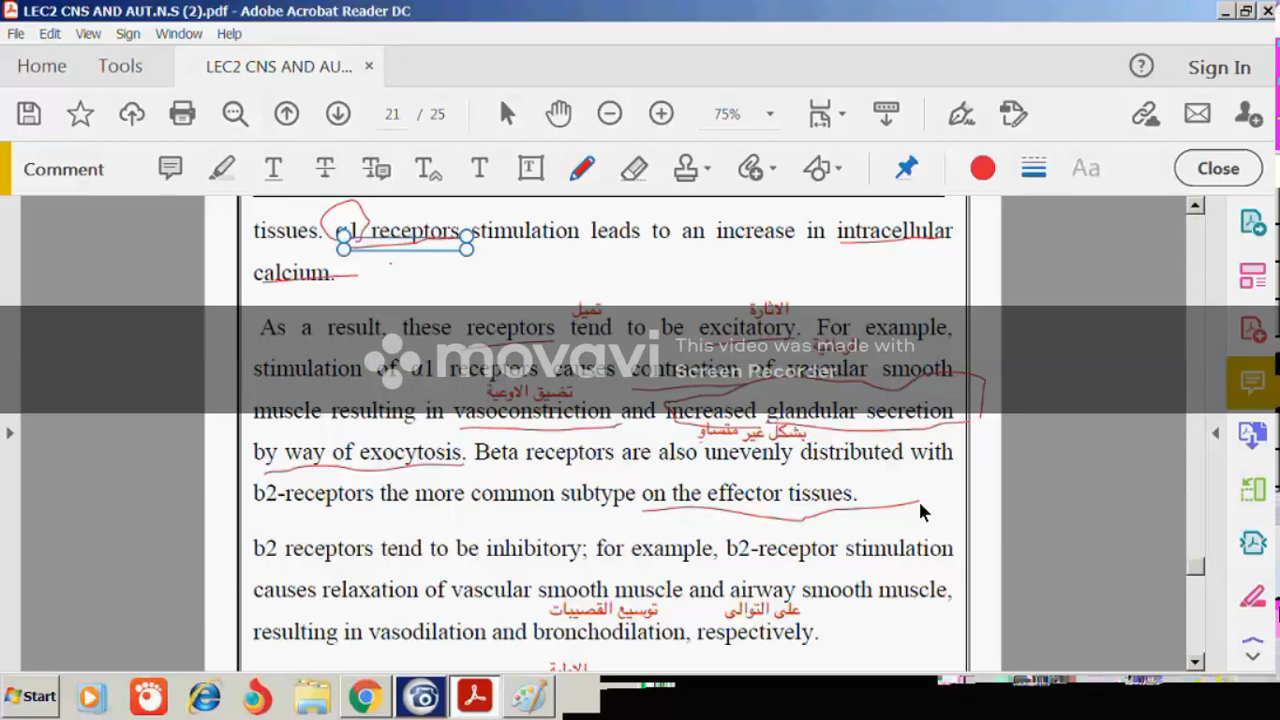 LEC2 CNS AND AUT.N.S (2).pdf - Adobe Acrobat Reader DC
File Edit View Sign Window Help
Home Tools LEC2 CNS AND AU... × Sign In
21 / 25 75%
Comment Aa Close
tissues. α1 receptors stimulation leads to an increase in intracellular
calcium.
تميل الاثارة
As a result, these receptors tend to be excitatory. For example,
movavi This video was made with
Screen Recorder
stimulation of α1 receptors causes contraction of vascular smooth
تضيق الاوعية
muscle resulting in vasoconstriction and increased glandular secretion
بشكل غير متساو
by way of exocytosis. Beta receptors are also unevenly distributed with
b2-receptors the more common subtype on the effector tissues.
b2 receptors tend to be inhibitory; for example, b2-receptor stimulation
causes relaxation of vascular smooth muscle and airway smooth muscle,
توسيع القصيبات على التوالي
resulting in vasodilation and bronchodilation, respectively.
Start